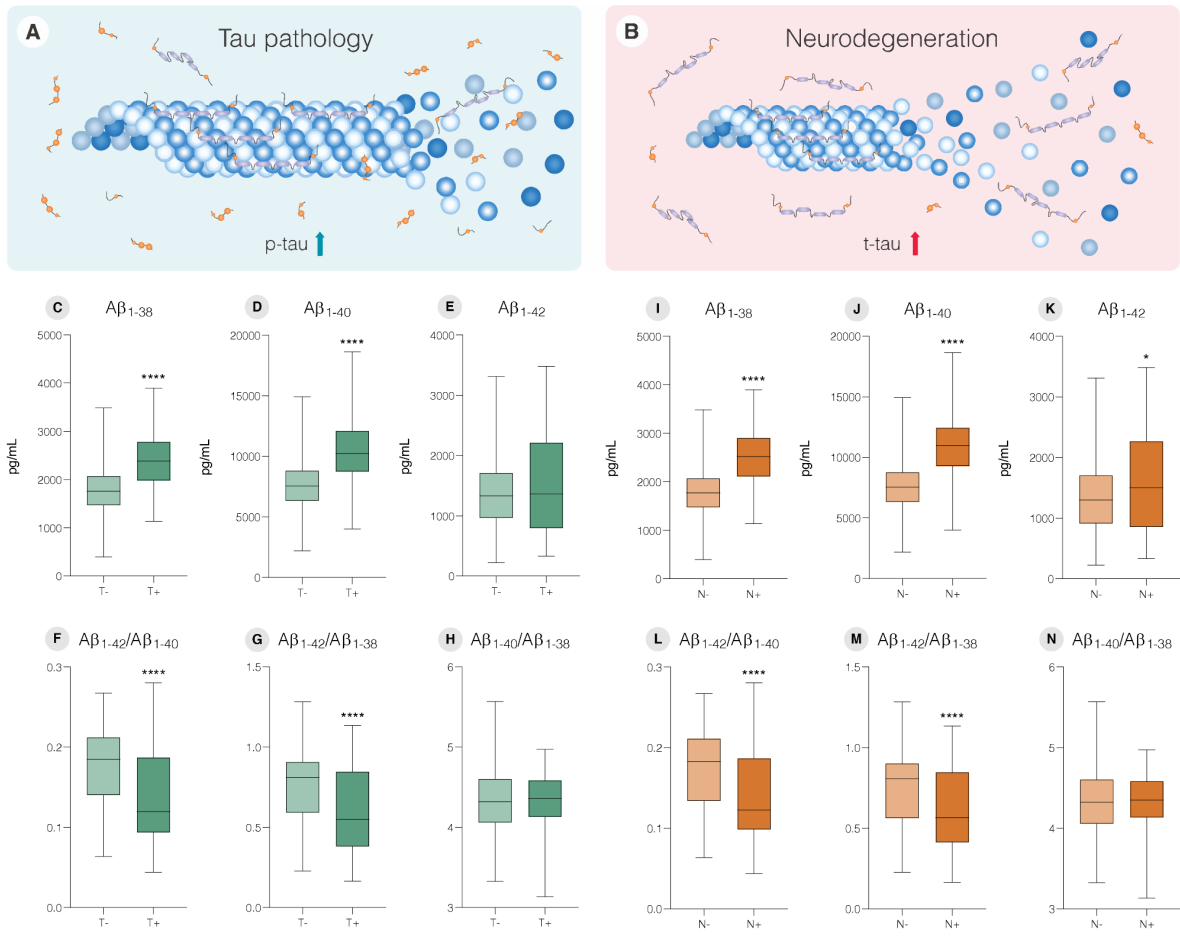 A
Tau pathology
p-tau
B
Neurodegeneration
t-tau
C
Aβ1-38
pg/mL
5000
4000
3000
2000
1000
0
****
T-
T+
D
Aβ1-40
pg/mL
20000
15000
10000
5000
0
****
T-
T+
E
Aβ1-42
pg/mL
4000
3000
2000
1000
0
T-
T+
I
Aβ1-38
pg/mL
5000
4000
3000
2000
1000
0
****
N-
N+
J
Aβ1-40
pg/mL
20000
15000
10000
5000
0
****
N-
N+
K
Aβ1-42
pg/mL
4000
3000
2000
1000
0
*
N-
N+
F
Aβ1-42/Aβ1-40
0.3
0.2
0.1
0.0
****
T-
T+
G
Aβ1-42/Aβ1-38
1.5
1.0
0.5
0.0
****
T-
T+
H
Aβ1-40/Aβ1-38
6
5
4
3
T-
T+
L
Aβ1-42/Aβ1-40
0.3
0.2
0.1
0.0
****
N-
N+
M
Aβ1-42/Aβ1-38
1.5
1.0
0.5
0.0
****
N-
N+
N
Aβ1-40/Aβ1-38
6
5
4
3
N-
N+